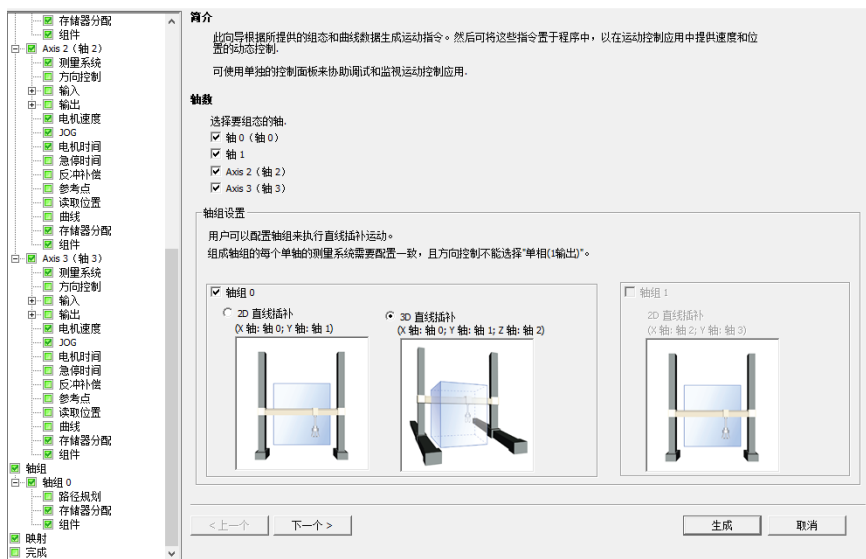 存储器分配
组件
Axis 2（轴 2）
测量系统
方向控制
输入
输出
电机速度
JOG
电机时间
急停时间
反冲补偿
参考点
读取位置
曲线
存储器分配
组件
Axis 3（轴 3）
测量系统
方向控制
输入
输出
电机速度
JOG
电机时间
急停时间
反冲补偿
参考点
读取位置
曲线
存储器分配
组件
轴组
轴组 0
路径规划
存储器分配
组件
映射
完成
简介
此向导根据所提供的组态和曲线数据生成运动指令。然后可将这些指令置于程序中，以在运动控制应用中提供速度和位
置的动态控制.
可使用单独的控制面板来协助调试和监视运动控制应用.
轴数
选择要组态的轴.
轴 0（轴 0）
轴 1
Axis 2（轴 2）
Axis 3（轴 3）
轴组设置
用户可以配置轴组来执行直线插补运动。
组成轴组的每个单轴的测量系统需要配置一致，且方向控制不能选择"单相(1输出)"。
轴组 0
2D 直线插补
(X 轴: 轴 0; Y 轴: 轴 1)
3D 直线插补
(X 轴: 轴 0; Y 轴: 轴 1; Z 轴: 轴 2)
轴组 1
2D 直线插补
(X 轴: 轴 2; Y 轴: 轴 3)
< 上一个
下一个 >
生成
取消